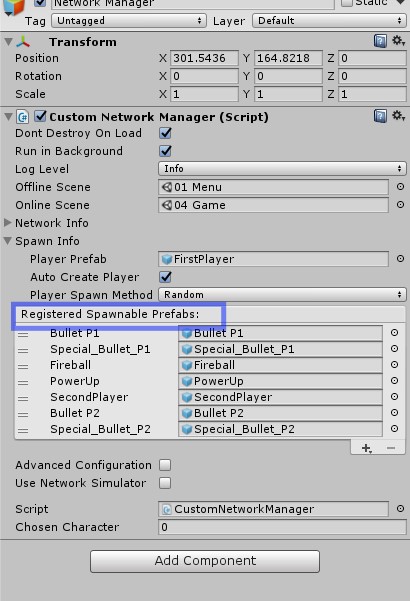 Network Manager Static
Tag Untagged Layer Default
Transform
Position X 301.5436 Y 164.8218 Z 0
Rotation X 0 Y 0 Z 0
Scale X 1 Y 1 Z 1
Custom Network Manager (Script)
Dont Destroy On Load
Run in Background
Log Level Info
Offline Scene 01 Menu
Online Scene 04 Game
Network Info
Spawn Info
Player Prefab FirstPlayer
Auto Create Player
Player Spawn Method Random
Registered Spawnable Prefabs:
Bullet P1 Bullet P1
Special_Bullet_P1 Special_Bullet_P1
Fireball Fireball
PowerUp PowerUp
SecondPlayer SecondPlayer
Bullet P2 Bullet P2
Special_Bullet_P2 Special_Bullet_P2
Advanced Configuration
Use Network Simulator
Script CustomNetworkManager
Chosen Character 0
Add Component